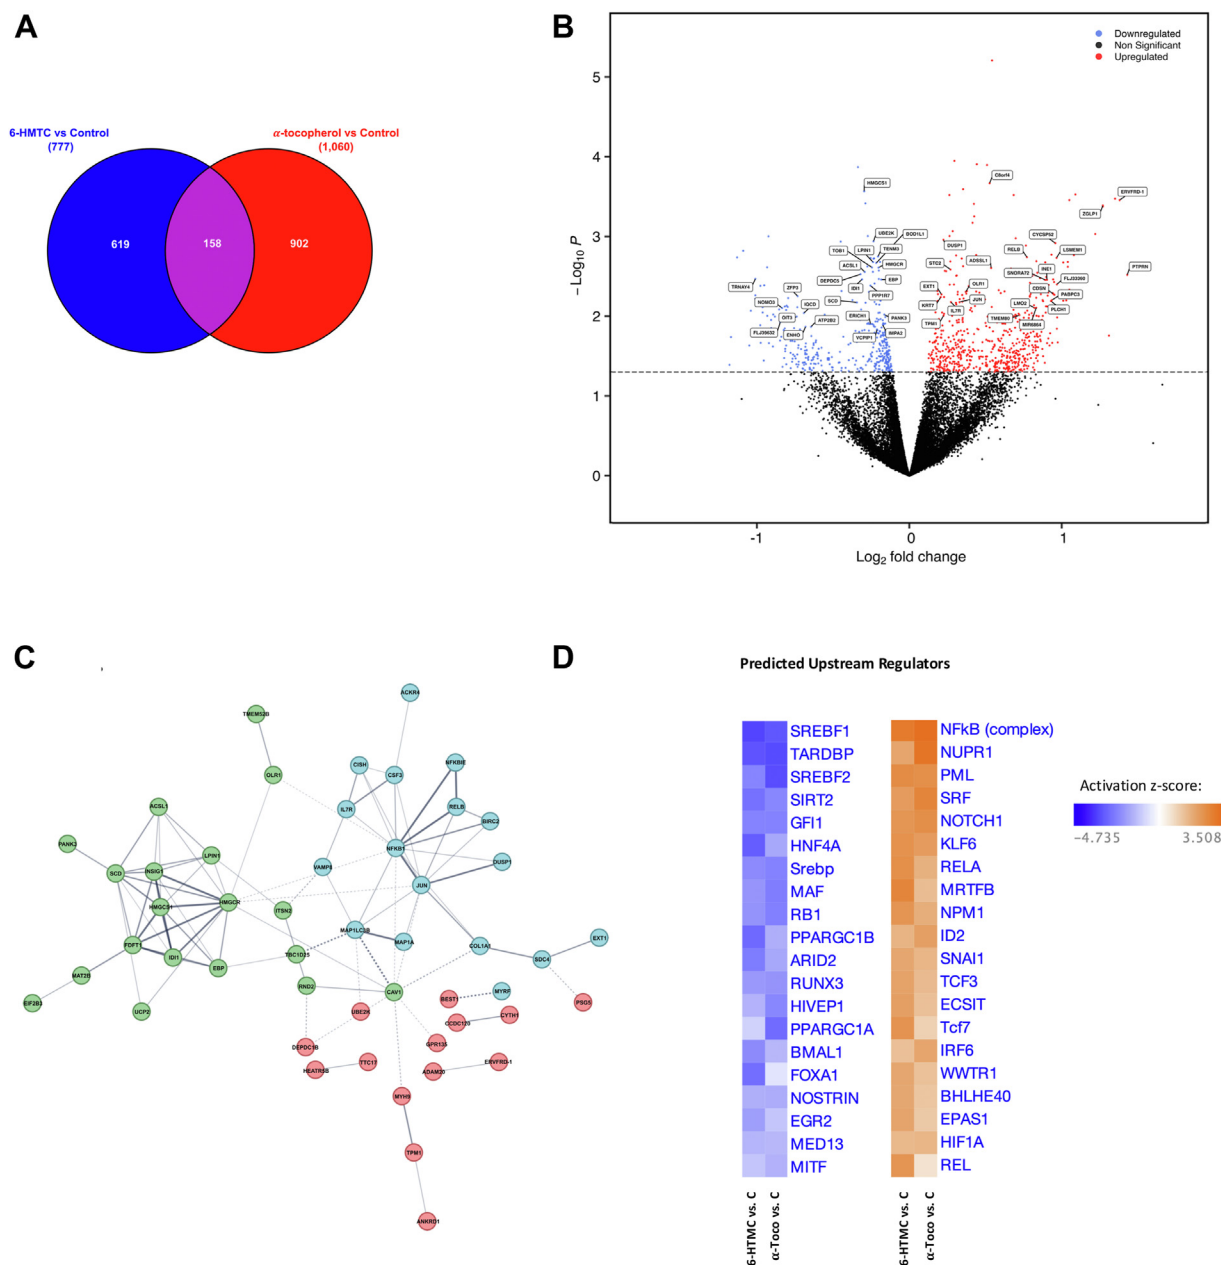 A
6-HMTC vs Control
(777)
α-tocopherol vs Control
(1,060)
619
158
902
B
Downregulated
Non Significant
Upregulated
5
4
3
2
1
0
− Log10 P
-1
0
1
Log2 fold change
HMGCS1
C8orf4
ERVFRD-1
ZGLP1
UBE2K
BOD1L1
CYCSP52
TOB1
LPIN1
TENM3
DUSP1
RELB
LSMEM1
ACSL1
HMGCR
STC2
ADSSL1
INE1
PTPRN
DEPDC5
EBP
SNORA72
FLJ33360
TRNAY4
ZFP3
IDI1
EXT1
OLR1
CDSN
PPP1R7
PABPC3
NOMO3
IGCD
SCD
KRT7
JUN
LMO2
IL7R
PLCH1
GIT3
ATP2B2
ERICH1
PANK3
TPM1
TMEM80
MIR6864
FLJ35632
ENHO
VCPIP1
IMPA2
C
ACKR4
TMEM52B
CISH
NFKBIE
CSF3
OLR1
ACSL1
IL7R
RELB
BIRC2
PANK3
LPIN1
NFKB1
SCD
NSIG1
VAMP8
DUSP1
JUN
HMGCS1
HMGCR
ITSN2
MAP1LC3B
EXT1
FDFT1
MAP1A
COL1A1
IDI1
TBC1D25
SDC4
EBP
MAT2B
RND2
CAV1
MYRF
EIF2B3
UCP2
BEST1
PSG5
UBE2K
CCDC120
CYTH1
DEPDC1B
GPR135
HEATR5B
TTC17
ADAM20
ERVFRD-1
MYH9
TPM1
ANKRD1
D
Predicted Upstream Regulators
SREBF1
TARDBP
SREBF2
SIRT2
GFI1
HNF4A
Srebp
MAF
RB1
PPARGC1B
ARID2
RUNX3
HIVEP1
PPARGC1A
BMAL1
FOXA1
NOSTRIN
EGR2
MED13
MITF
6-HTMC vs. C
α-Toco vs. C
NFkB (complex)
NUPR1
PML
SRF
NOTCH1
KLF6
RELA
MRTFB
NPM1
ID2
SNAI1
TCF3
ECSIT
Tcf7
IRF6
WWTR1
BHLHE40
EPAS1
HIF1A
REL
6-HTMC vs. C
α-Toco vs. C
Activation z-score:
−4.735
3.508